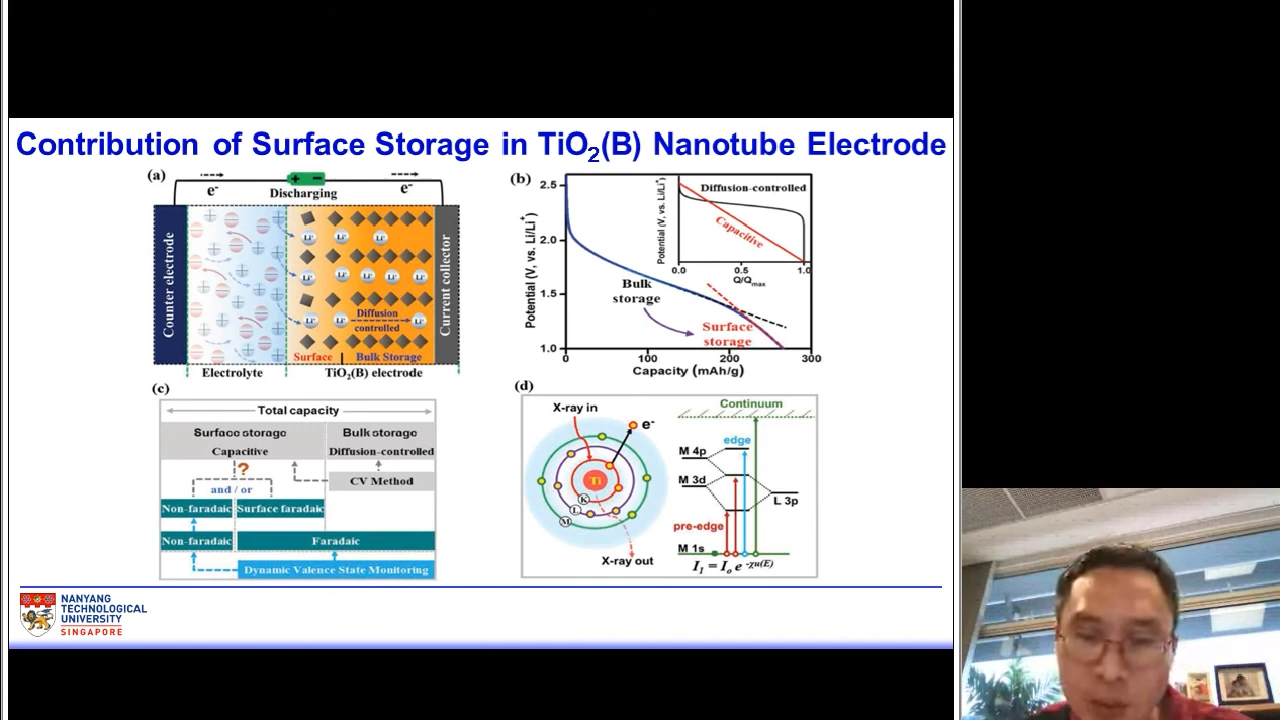 Contribution of Surface Storage in TiO2(B) Nanotube Electrode
(a)
e-
Discharging
e-
Counter electrode
Li+ Li+ Li+
Li+ Li+ Li+ Li+ Li+
Li+ Li+ Li+
Diffusion
controlled
Current collector
Surface
Bulk Storage
Electrolyte
TiO2(B) electrode
(b)
2.5
2.0
1.5
1.0
Potential (V, vs. Li/Li+)
0
100
200
300
Capacity (mAh/g)
Bulk
storage
Surface
storage
Potential (V, vs. Li/Li+)
Diffusion-controlled
Capacitive
0.0
0.5
1.0
Q/Qmax
(c)
Total capacity
Surface storage
Bulk storage
Capacitive
Diffusion-controlled
?
CV Method
and / or
Non-faradaic
Surface faradaic
Non-faradaic
Faradaic
Dynamic Valence State Monitoring
(d)
X-ray in
e-
Ti
K
L
M
X-ray out
Continuum
edge
M 4p
M 3d
L 3p
pre-edge
M 1s
I1 = Io e -χu(E)
NANYANG
TECHNOLOGICAL
UNIVERSITY
SINGAPORE